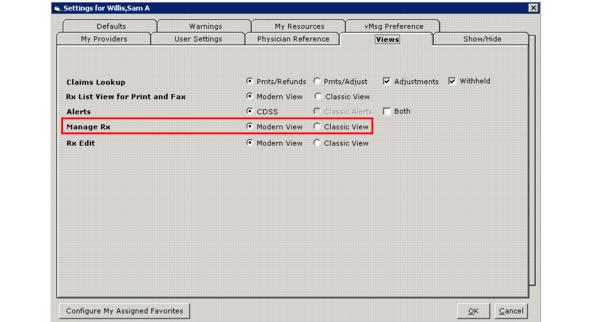 Settings for Willis,Sam A
Defaults Warnings My Resources vMsg Preference
My Providers User Settings Physician Reference Views Show/Hide
Claims Lookup Pmts/Refunds Pmts/Adjust Adjustments Withheld
Rx List View for Print and Fax Modern View Classic View
Alerts CDSS Classic Alerts Both
Manage Rx Modern View Classic View
Rx Edit Modern View Classic View
Configure My Assigned Favorites OK Cancel